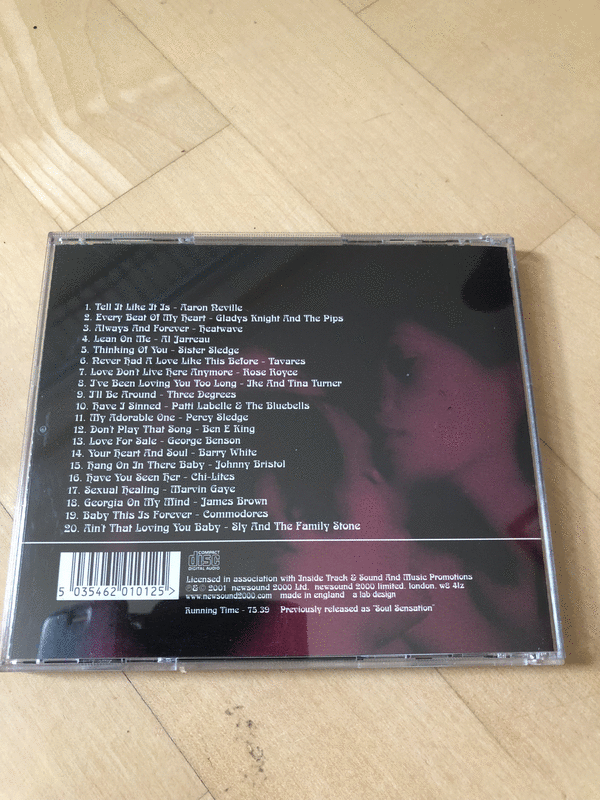 1. Tell It Like It Is - Aaron Neville
2. Every Beat Of My Heart - Gladys Knight And The Pips
3. Always And Forever - Heatwave
4. Lean On Me - Al Jarreau
5. Thinking Of You - Sister Sledge
6. Never Had A Love Like This Before - Tavares
7. Love Don't Live Here Anymore - Rose Royce
8. I've Been Loving You Too Long - Ike And Tina Turner
9. I'll Be Around - Three Degrees
10. Have I Sinned - Patti Labelle & The Bluebells
11. My Adorable One - Percy Sledge
12. Don't Play That Song - Ben E King
13. Love For Sale - George Benson
14. Your Heart And Soul - Barry White
15. Hang On In There Baby - Johnny Bristol
16. Have You Seen Her - Chi-Lites
17. Sexual Healing - Marvin Gaye
18. Georgia On My Mind - James Brown
19. Baby This Is Forever - Commodores
20. Ain't That Loving You Baby - Sly And The Family Stone
5 035462 010125 >
COMPACT
disc
DIGITAL AUDIO
Licensed in association with Inside Track & Sound And Music Promotions
℗© 2001 newsound 2000 Ltd. newsound 2000 limited. london. w8 4lz
www.newsound2000.com made in england a lab design
Running Time - 75.39 Previously released as "Soul Sensation"